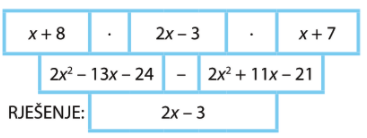 x + 8 · 2x – 3 · x + 7
2x² – 13x – 24 – 2x² + 11x – 21
RJEŠENJE: 2x – 3